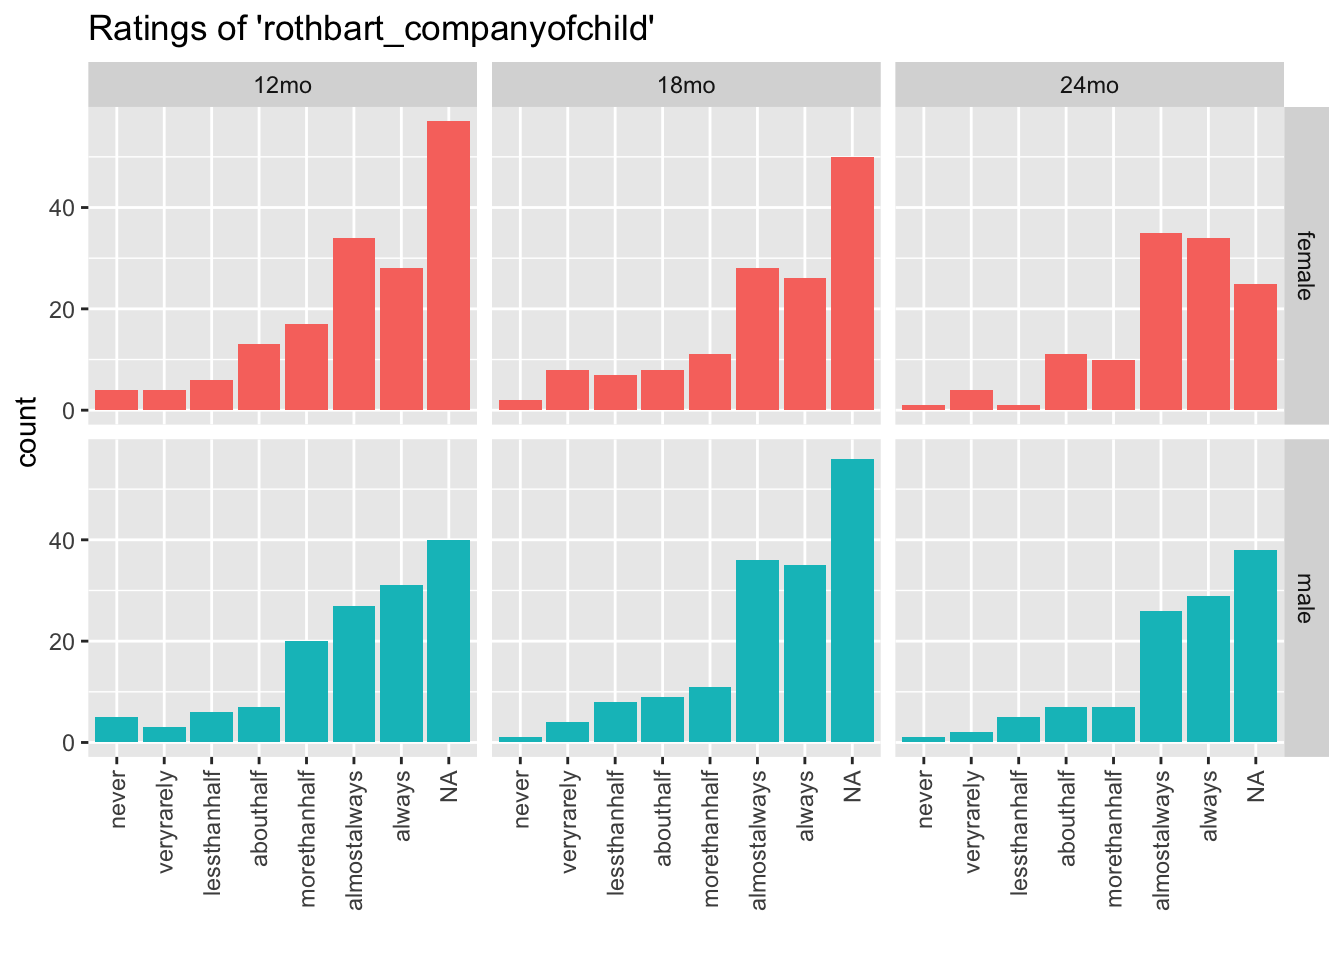 Ratings of 'rothbart_companyofchild'
12mo 18mo 24mo
40
20
0
female
count
40
20
0
male
never veryrarely lessthanhalf abouthalf morethanhalf almostalways always NA never veryrarely lessthanhalf abouthalf morethanhalf almostalways always NA never veryrarely lessthanhalf abouthalf morethanhalf almostalways always NA